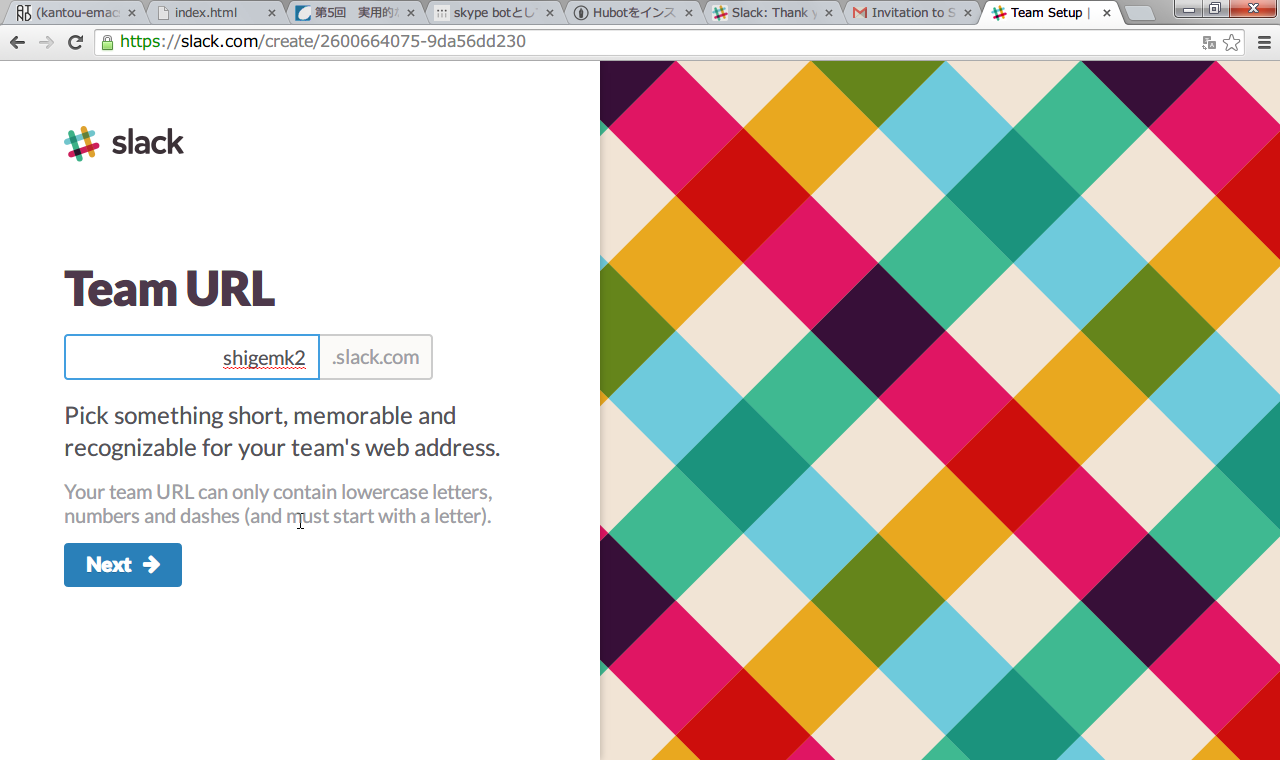 (kantou-emac
index.html
第5回 実用的な
skype botとし
Hubotをインス
Slack: Thank y
Invitation to S
Team Setup |
https://slack.com/create/2600664075-9da56dd230
slack
Team URL
shigemk2 .slack.com
Pick something short, memorable and
recognizable for your team's web address.
Your team URL can only contain lowercase letters,
numbers and dashes (and must start with a letter).
Next